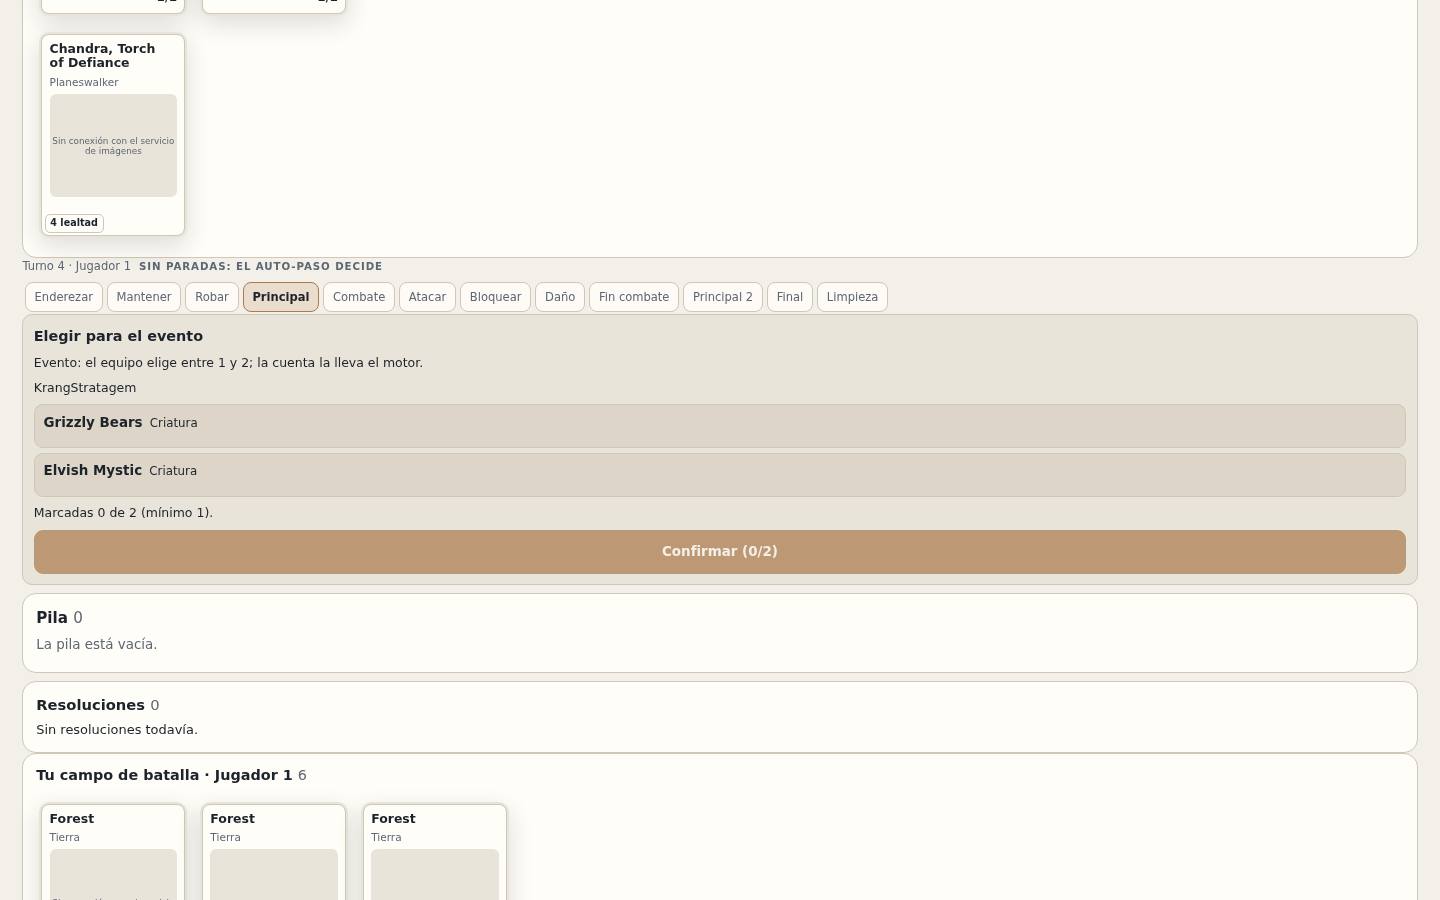 Chandra, Torch
of Defiance
Planeswalker
Sin conexión con el servicio
de imágenes
4 lealtad
Turno 4 · Jugador 1 SIN PARADAS: EL AUTO-PASO DECIDE
Enderezar Mantener Robar Principal Combate Atacar Bloquear Daño Fin combate Principal 2 Final Limpieza
Elegir para el evento
Evento: el equipo elige entre 1 y 2; la cuenta la lleva el motor.
KrangStratagem
Grizzly Bears Criatura
Elvish Mystic Criatura
Marcadas 0 de 2 (mínimo 1).
Confirmar (0/2)
Pila 0
La pila está vacía.
Resoluciones 0
Sin resoluciones todavía.
Tu campo de batalla · Jugador 1 6
Forest Forest Forest
Tierra Tierra Tierra